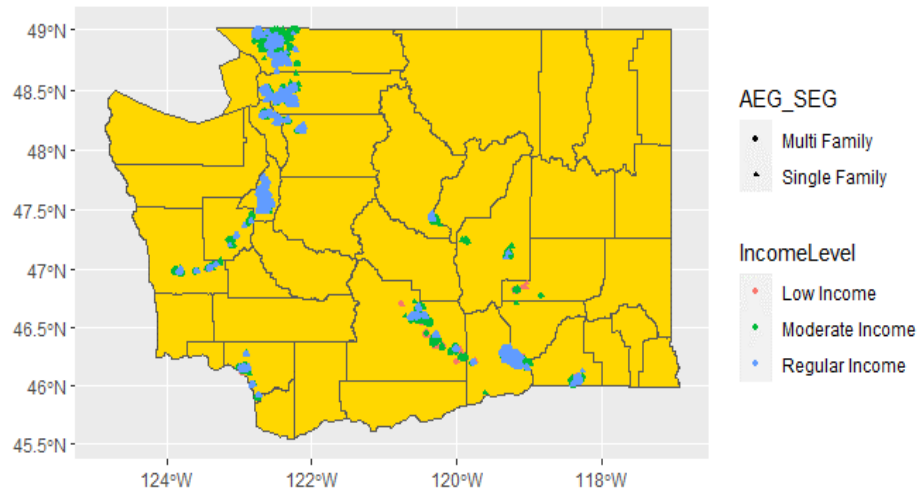 49°N
48.5°N
48°N
47.5°N
47°N
46.5°N
46°N
45.5°N
124°W
122°W
120°W
118°W
AEG_SEG
Multi Family
Single Family
IncomeLevel
Low Income
Moderate Income
Regular Income